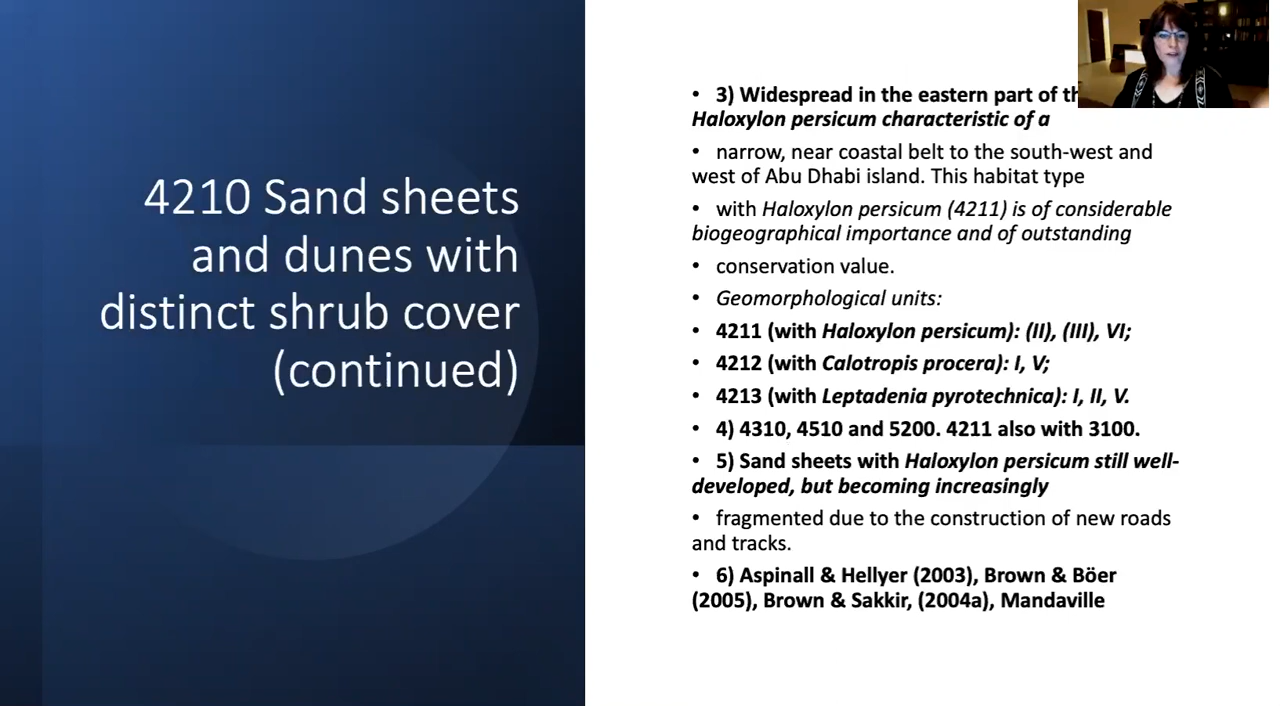 4210 Sand sheets
and dunes with
distinct shrub cover
(continued)
• 3) Widespread in the eastern part of
Haloxylon persicum characteristic of a
• narrow, near coastal belt to the south-west and
west of Abu Dhabi island. This habitat type
• with Haloxylon persicum (4211) is of considerable
biogeographical importance and of outstanding
• conservation value.
• Geomorphological units:
• 4211 (with Haloxylon persicum): (II), (III), VI;
• 4212 (with Calotropis procera): I, V;
• 4213 (with Leptadenia pyrotechnica): I, II, V.
• 4) 4310, 4510 and 5200. 4211 also with 3100.
• 5) Sand sheets with Haloxylon persicum still well-
developed, but becoming increasingly
• fragmented due to the construction of new roads
and tracks.
• 6) Aspinall & Hellyer (2003), Brown & Böer
(2005), Brown & Sakkir, (2004a), Mandaville